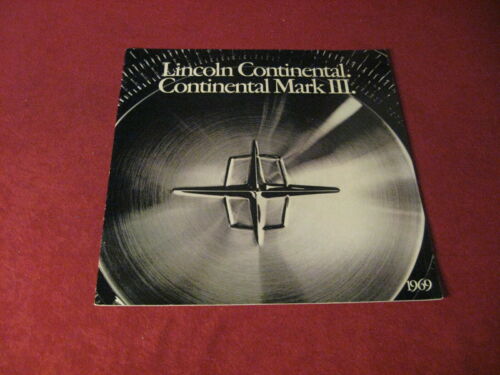 Lincoln Continental.
Continental Mark III.
1969